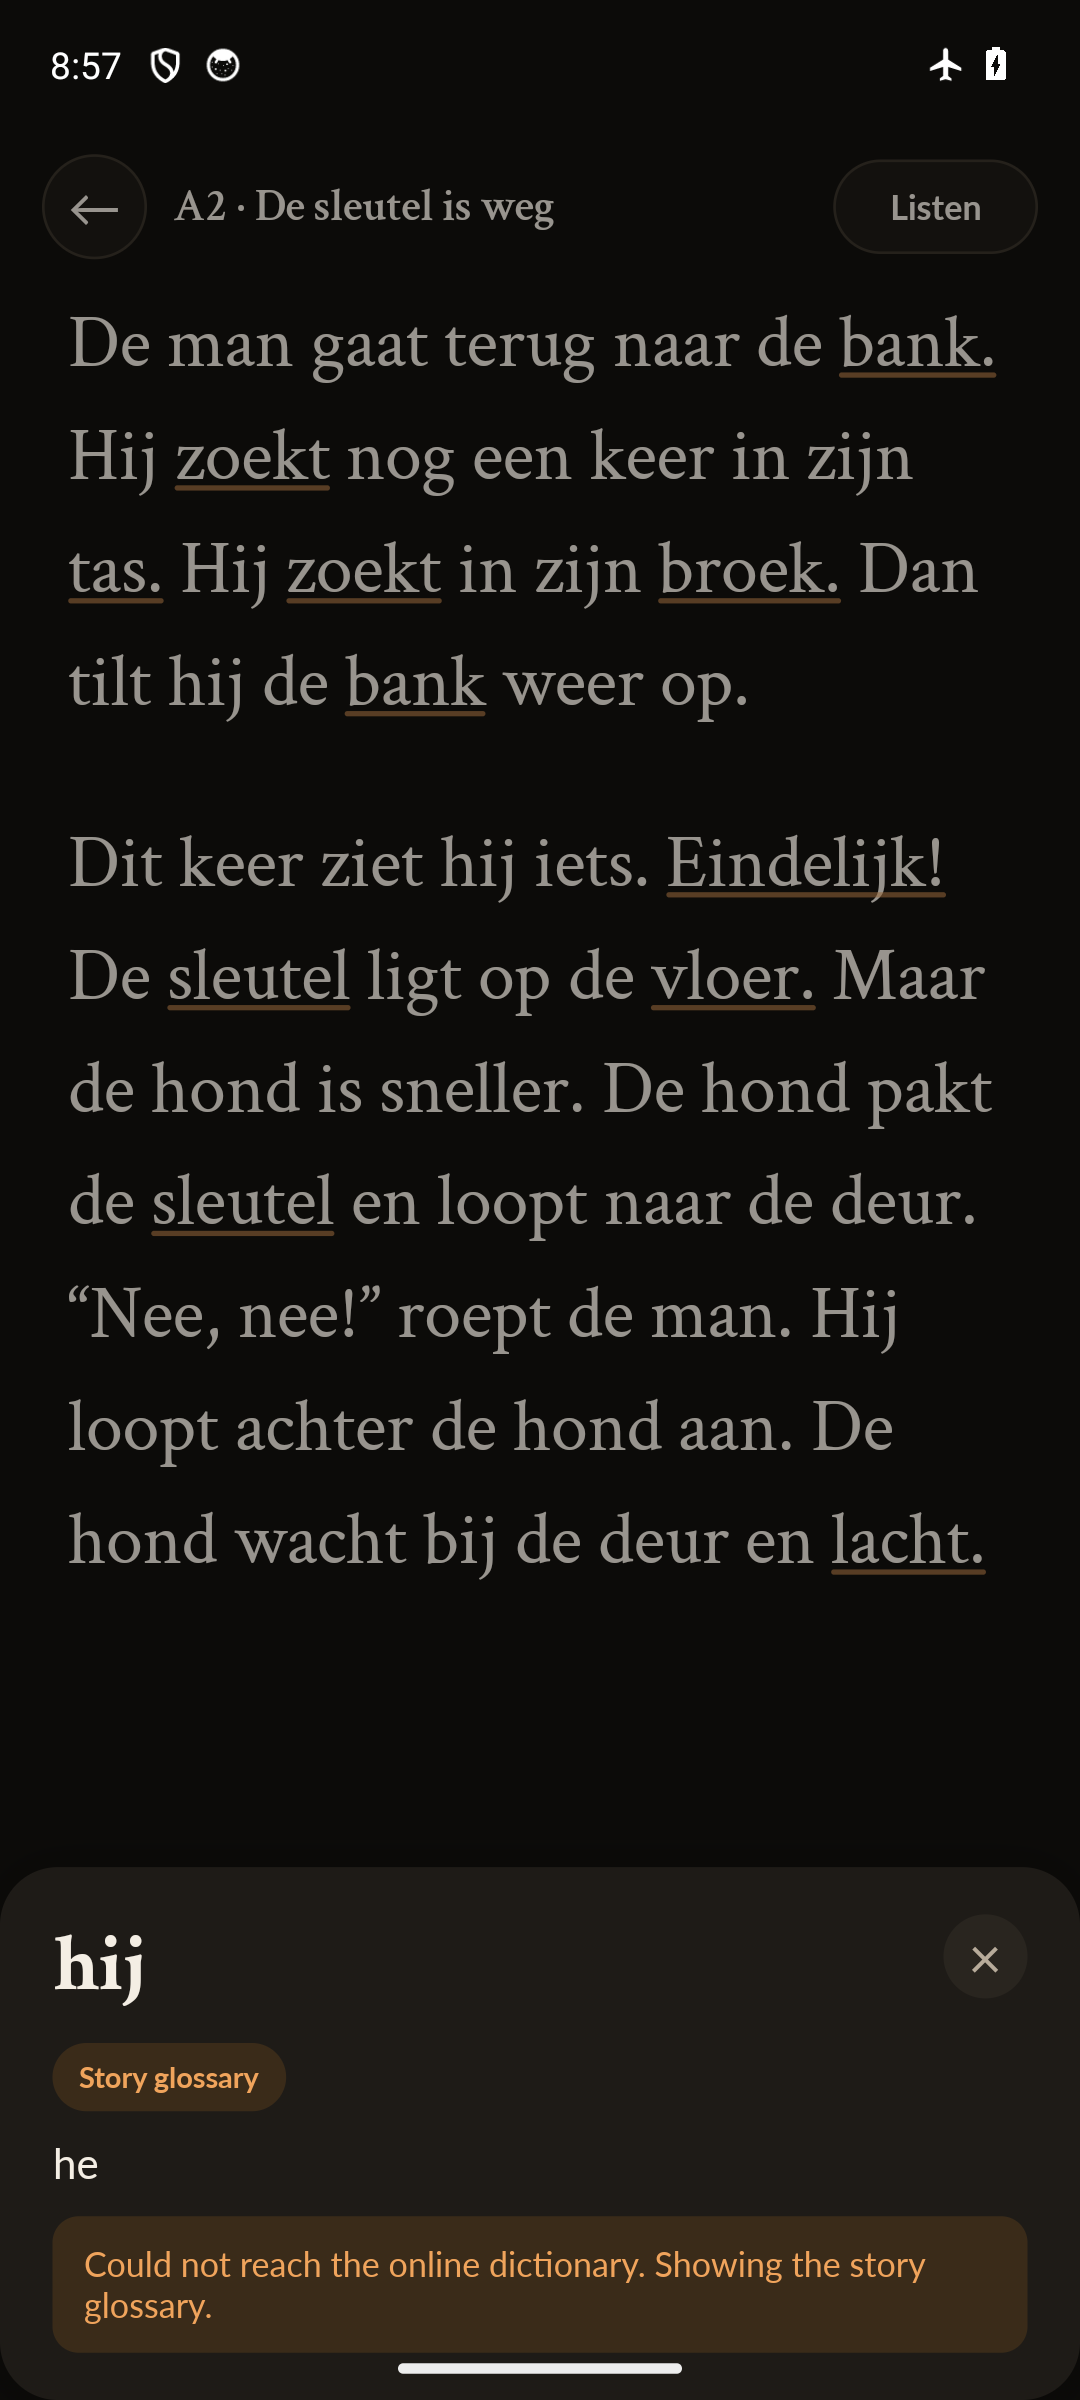 8:57
A2 · De sleutel is weg
Listen
De man gaat terug naar de bank.
Hij zoekt nog een keer in zijn
tas. Hij zoekt in zijn broek. Dan
tilt hij de bank weer op.
Dit keer ziet hij iets. Eindelijk!
De sleutel ligt op de vloer. Maar
de hond is sneller. De hond pakt
de sleutel en loopt naar de deur.
“Nee, nee!” roept de man. Hij
loopt achter de hond aan. De
hond wacht bij de deur en lacht.
hij
Story glossary
he
Could not reach the online dictionary. Showing the story
glossary.